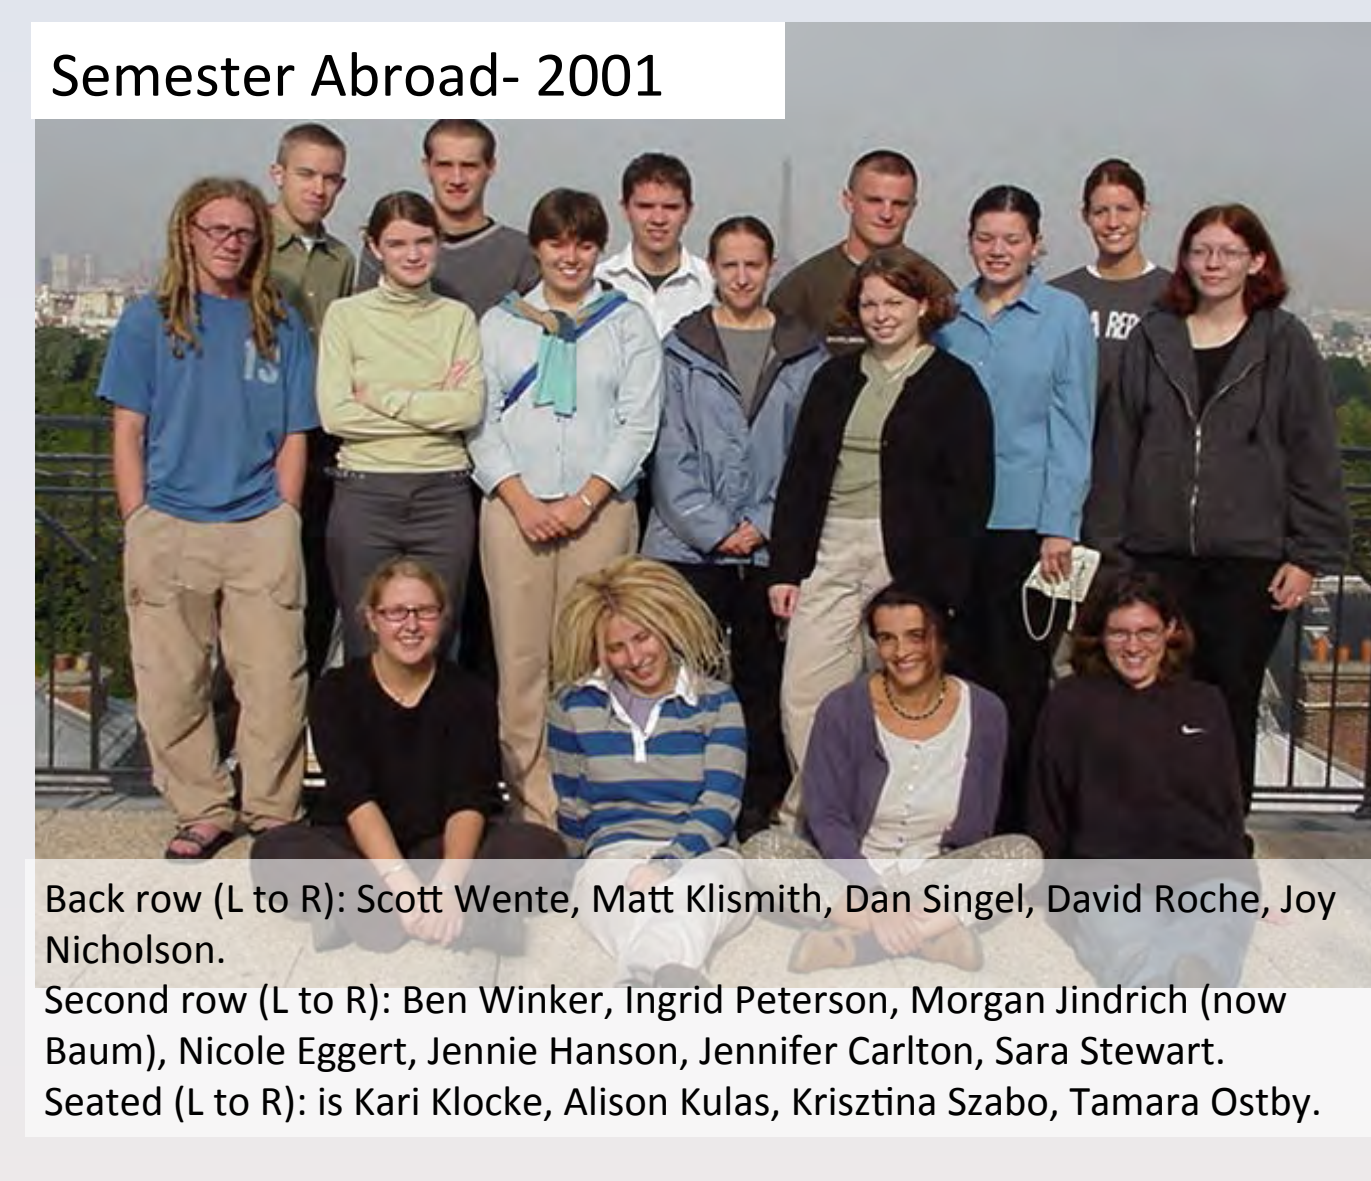 Semester Abroad- 2001
15
A REP
Back row (L to R): Scott Wente, Matt Klismith, Dan Singel, David Roche, Joy
Nicholson.
Second row (L to R): Ben Winker, Ingrid Peterson, Morgan Jindrich (now
Baum), Nicole Eggert, Jennie Hanson, Jennifer Carlton, Sara Stewart.
Seated (L to R): is Kari Klocke, Alison Kulas, Krisztina Szabo, Tamara Ostby.